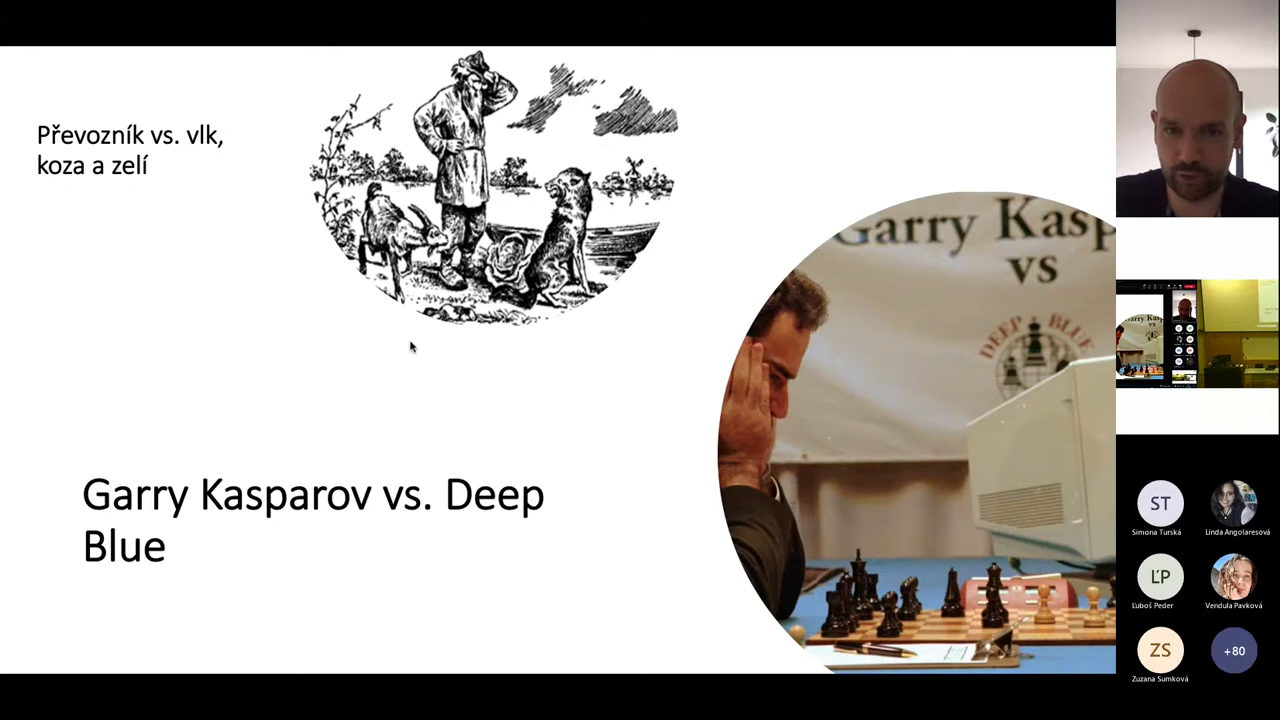 Převozník vs. vlk,
koza a zelí
Garry Kasp
vs
DEEP BLUE
Garry Kasparov vs. Deep
Blue
ST
Simona Turská
Linda Angolaresová
ĽP
Ľuboš Peder
Vendula Pavková
ZS
Zuzana Sumková
+80